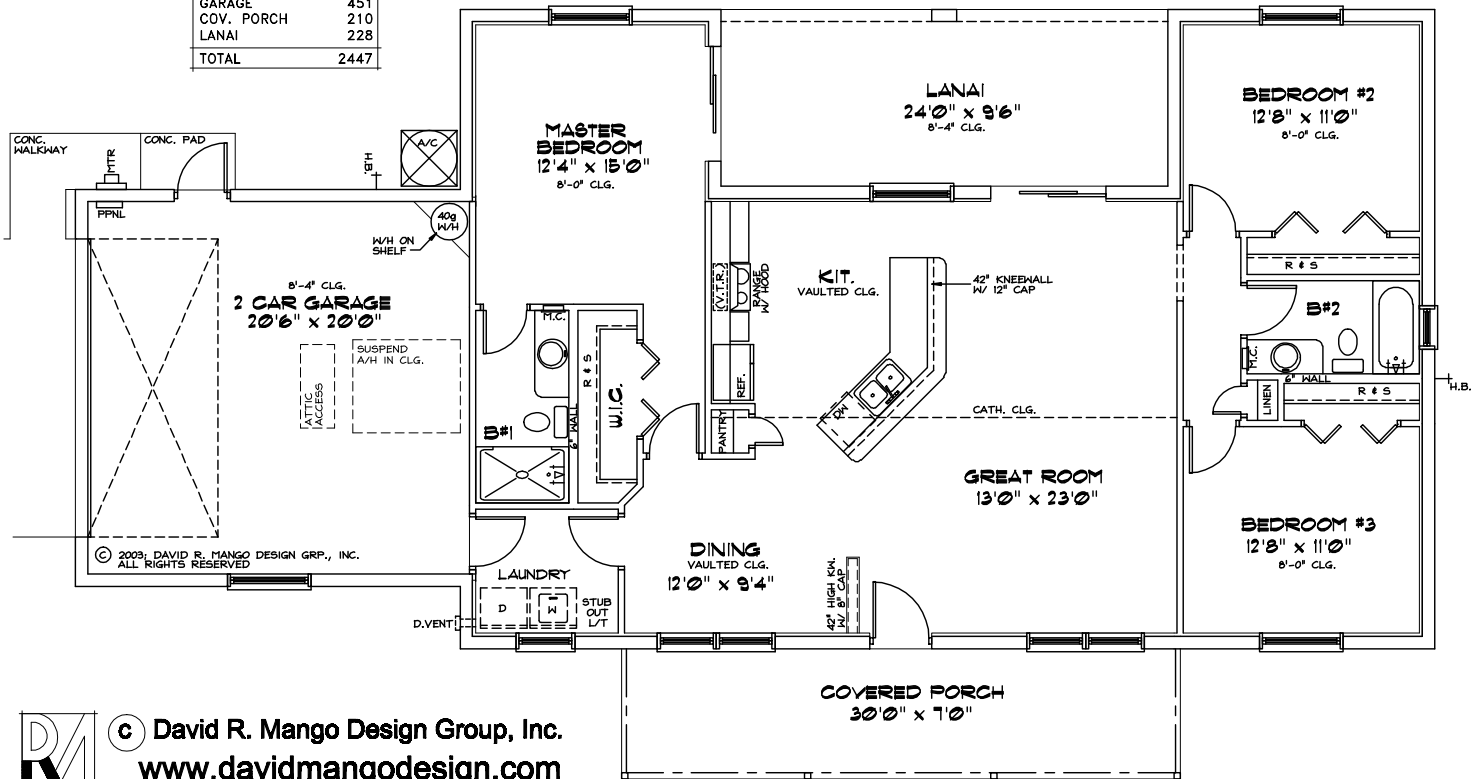 GARAGE 451
COV. PORCH 210
LANAI 228
TOTAL 2447
CONC.
WALKWAY
CONC. PAD
MTR
PPNL
H.B.
A/C
40g
W/H
W/H ON
SHELF
MASTER
BEDROOM
12'4" x 15'0"
8'-0" CLG.
LANAI
24'0" x 9'6"
8'-4" CLG.
BEDROOM #2
12'8" x 11'0"
8'-0" CLG.
R & S
8'-4" CLG.
2 CAR GARAGE
20'6" x 20'0"
ATTIC
ACCESS
SUSPEND
A/H IN CLG.
M.C.
B#1
6" WALL
R & S
W.I.C.
(V.T.R.)
RANGE
W/ HOOD
REF.
PANTRY
KIT.
VAULTED CLG.
42" KNEEWALL
W/ 12" CAP
DW
CATH. CLG.
B#2
M.C.
6" WALL
LINEN
R & S
H.B.
GREAT ROOM
13'0" x 23'0"
BEDROOM #3
12'8" x 11'0"
8'-0" CLG.
DINING
VAULTED CLG.
12'0" x 9'4"
42" HIGH KW.
W/ 8" CAP
© 2003; DAVID R. MANGO DESIGN GRP., INC.
ALL RIGHTS RESERVED
LAUNDRY
D
W
STUB
OUT
L/T
D.VENT
COVERED PORCH
30'0" x 7'0"
© David R. Mango Design Group, Inc.
www.davidmangodesign.com